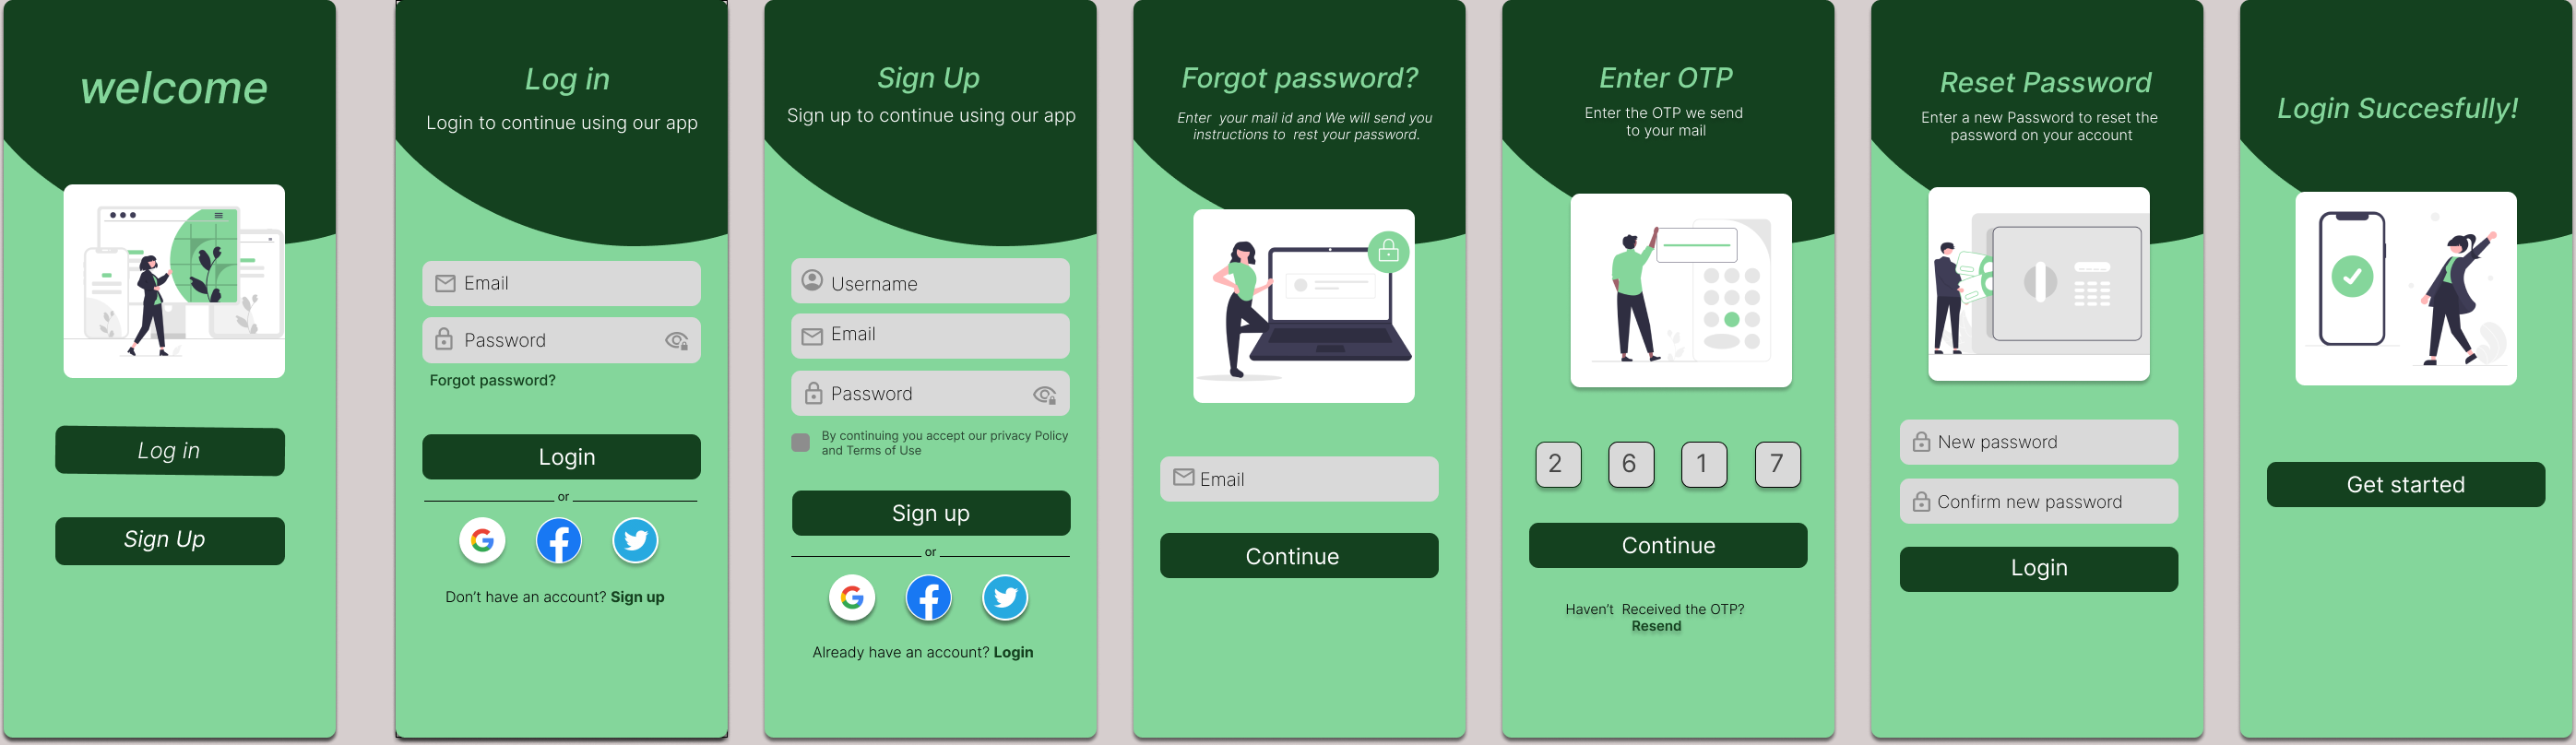 welcome
Log in
Sign Up
Log in
Login to continue using our app
Email
Password
Forgot password?
Login
or
Don't have an account? Sign up
Sign Up
Sign up to continue using our app
Username
Email
Password
By continuing you accept our privacy Policy
and Terms of Use
Sign up
or
Already have an account? Login
Forgot password?
Enter  your mail id and We will send you
instructions to  rest your password.
Email
Continue
Enter OTP
Enter the OTP we send
to your mail
2 6 1 7
Continue
Haven't  Received the OTP?
Resend
Reset Password
Enter a new Password to reset the
password on your account
New password
Confirm new password
Login
Login Succesfully!
Get started